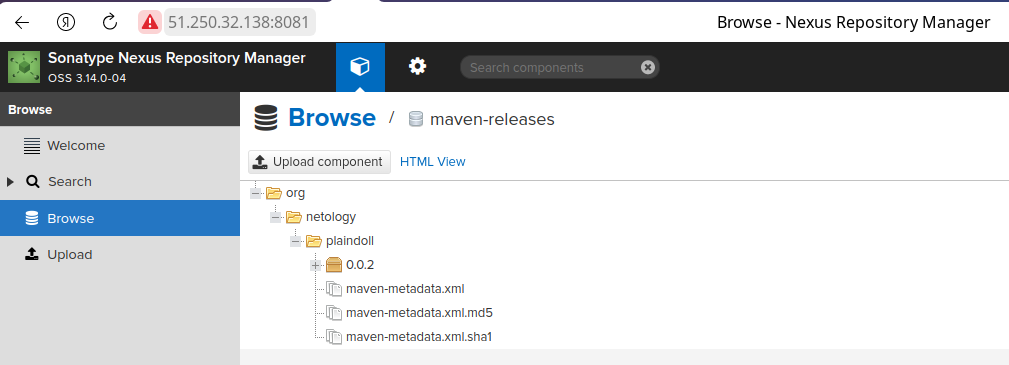 51.250.32.138:8081
Browse - Nexus Repository Manager
Sonatype Nexus Repository Manager
OSS 3.14.0-04
Search components
Browse
Welcome
Search
Browse
Upload
Browse / maven-releases
Upload component HTML View
org
netology
plaindoll
0.0.2
maven-metadata.xml
maven-metadata.xml.md5
maven-metadata.xml.sha1